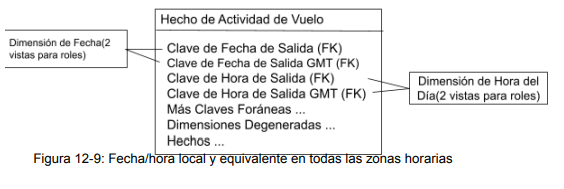 Hecho de Actividad de Vuelo
Dimensión de Fecha(2
vistas para roles)
Clave de Fecha de Salida (FK)
Clave de Fecha de Salida GMT (FK)
Clave de Hora de Salida (FK)
Clave de Hora de Salida GMT (FK)
Más Claves Foráneas ...
Dimensiones Degeneradas ...
Hechos ...
Dimensión de Hora del
Día(2 vistas para roles)
Figura 12-9: Fecha/hora local y equivalente en todas las zonas horarias